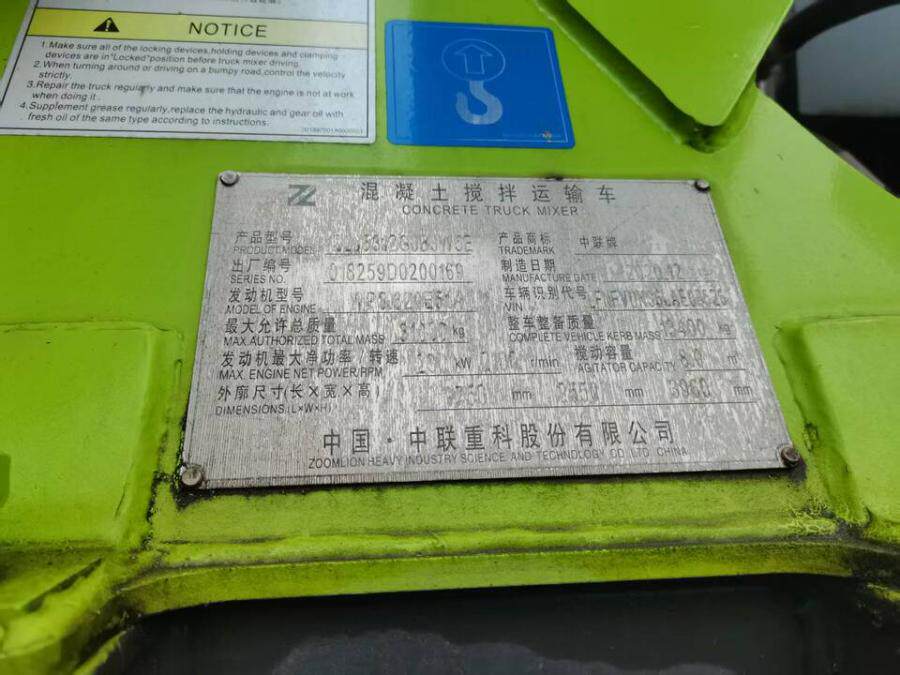 NOTICE
1.Make sure all of the locking devices,holding devices and clamping
devices are in"Locked"position before truck mixer driving.
2.When turning around or driving on a bumpy road,control the velocity
strictly.
3.Repair the truck regularly and make sure that the engine is not at work
when doing it.
4.Supplement grease regularly,replace the hydraulic and gear oil with
fresh oil of the same type according to instructions.
混凝土搅拌运输车
CONCRETE TRUCK MIXER
产品型号 产品商标 中联牌
PRODUCT MODEL TRADEMARK
出厂编号 018259D0200169 制造日期 2020.12
SERIES NO. MANUFACTURE DATE
发动机型号 车辆识别代号
MODEL OF ENGINE VIN
最大允许总质量 kg 整车整备质量 kg
MAX.AUTHORIZED TOTAL MASS COMPLETE VEHICLE KERB MASS
发动机最大净功率/转速 kW r/min 搅动容量
MAX. ENGINE NET POWER/RPM AGITATOR CAPACITY
外廓尺寸(长×宽×高) mm 2550 mm mm
DIMENSIONS(L×W×H)
中国·中联重科股份有限公司
ZOOMLION HEAVY INDUSTRY SCIENCE AND TECHNOLOGY CO.,LTD. CHINA